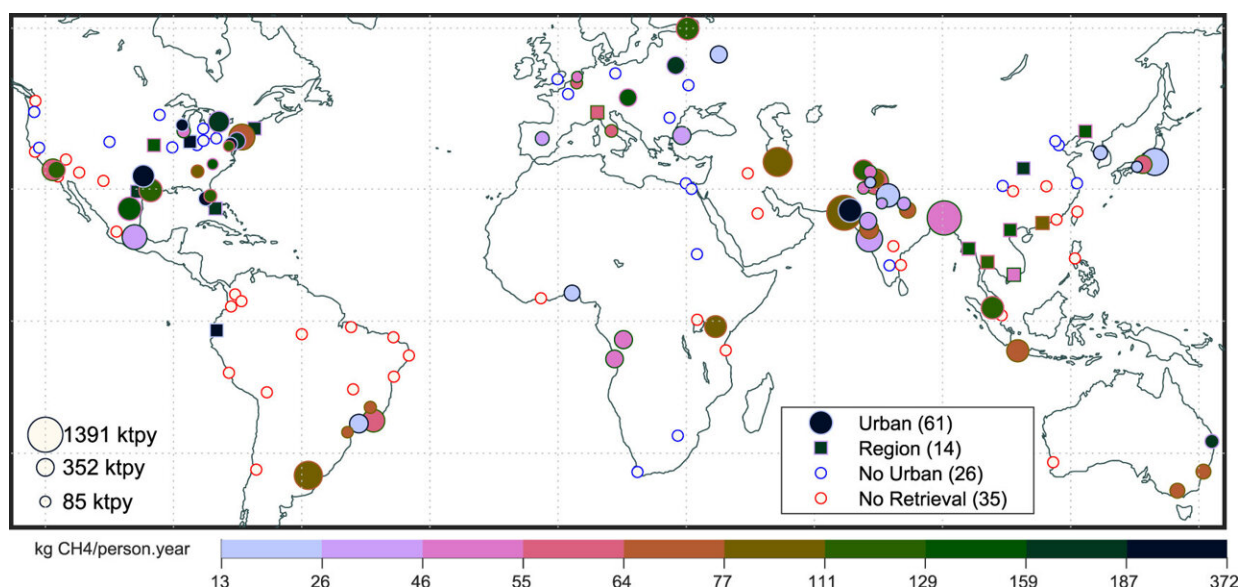 1391 ktpy
352 ktpy
85 ktpy
Urban (61)
Region (14)
No Urban (26)
No Retrieval (35)
kg CH4/person.year
13 26 46 55 64 77 111 129 159 187 372